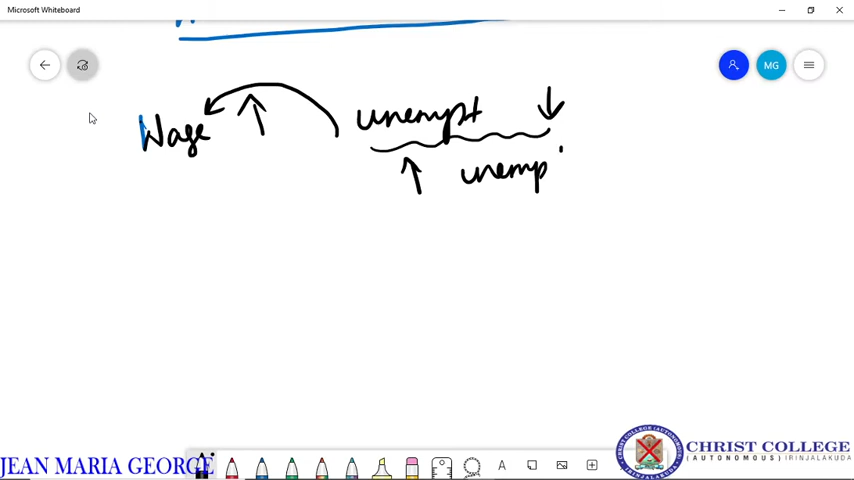 Microsoft Whiteboard
MG
Wage ↑ unempt ↓
↑ unemp
A
JEAN MARIA GEORGE
CHRIST COLLEGE
(AUTONOMOUS) IRINJALAKUDA